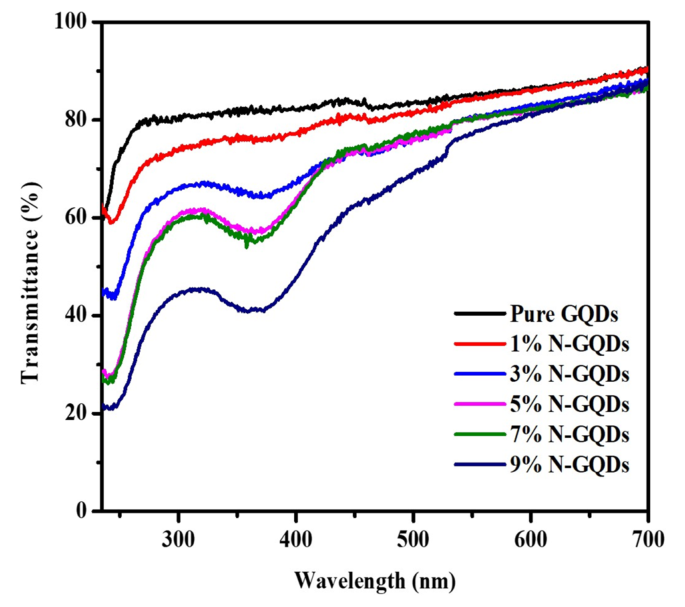 100
80
60
40
20
0
Transmittance (%)
Pure GQDs
1% N-GQDs
3% N-GQDs
5% N-GQDs
7% N-GQDs
9% N-GQDs
300 400 500 600 700
Wavelength (nm)